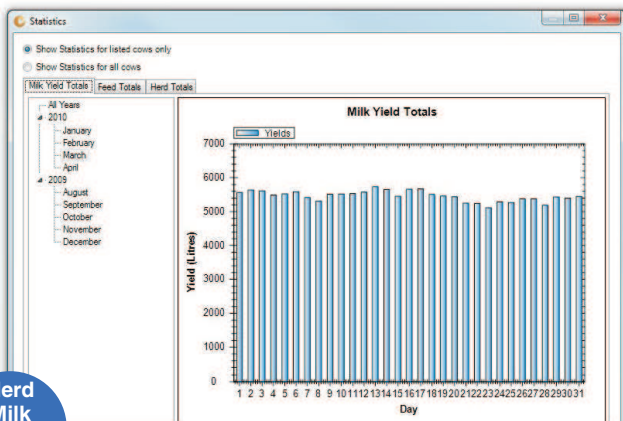 Statistics
Show Statistics for listed cows only
Show Statistics for all cows
Milk Yield Totals Feed Totals Herd Totals
All Years
2010
January
February
March
April
2009
August
September
October
November
December
Milk Yield Totals
Yields
7000
6000
5000
4000
3000
2000
1000
0
Yield (Litres)
1 2 3 4 5 6 7 8 9 10 11 12 13 14 15 16 17 18 19 20 21 22 23 24 25 26 27 28 29 30 31
Day
Milk